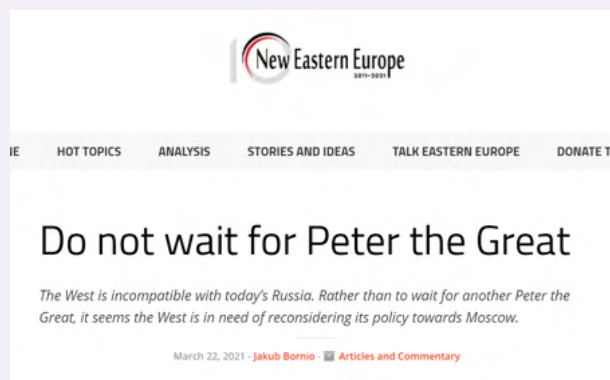 New Eastern Europe
2011-2021
HOT TOPICS ANALYSIS STORIES AND IDEAS TALK EASTERN EUROPE DONATE
Do not wait for Peter the Great
The West is incompatible with today's Russia. Rather than to wait for another Peter the
Great, it seems the West is in need of reconsidering its policy towards Moscow.
March 22, 2021 - Jakub Bornio - Articles and Commentary